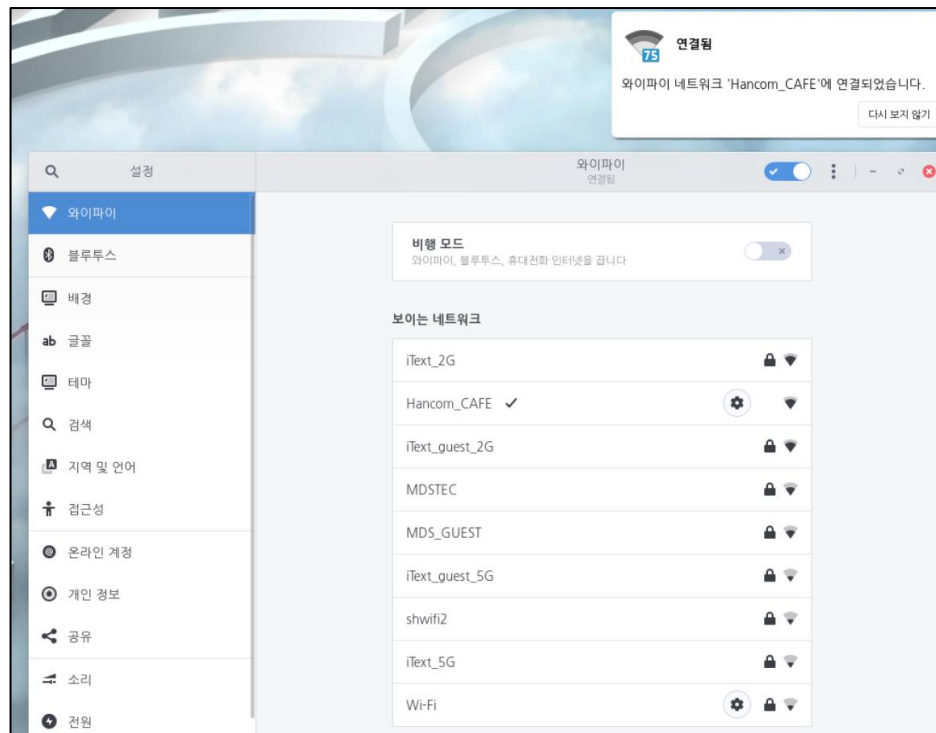 75
연결됨
와이파이 네트워크 'Hancom_CAFE'에 연결되었습니다.
다시 보지 않기
설정
와이파이
연결됨
와이파이
블루투스
배경
ab 글꼴
테마
검색
A 지역 및 언어
접근성
온라인 계정
개인 정보
공유
소리
전원
비행 모드
와이파이, 블루투스, 휴대전화 인터넷을 끕니다
보이는 네트워크
iText_2G
Hancom_CAFE
iText_guest_2G
MDSTEC
MDS_GUEST
iText_guest_5G
shwifi2
iText_5G
Wi-Fi